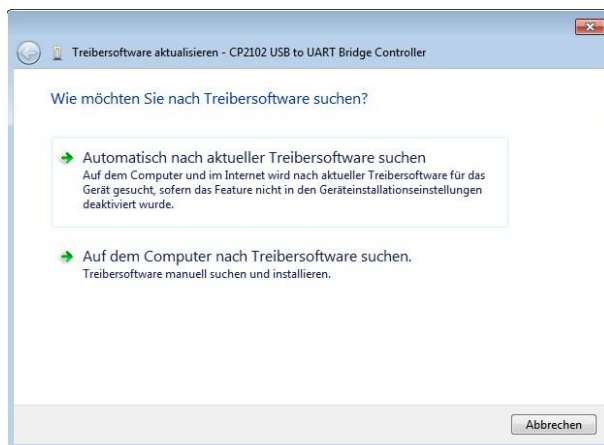 Treibersoftware aktualisieren - CP2102 USB to UART Bridge Controller
Wie möchten Sie nach Treibersoftware suchen?
Automatisch nach aktueller Treibersoftware suchen
Auf dem Computer und im Internet wird nach aktueller Treibersoftware für das
Gerät gesucht, sofern das Feature nicht in den Geräteinstallationseinstellungen
deaktiviert wurde.
Auf dem Computer nach Treibersoftware suchen.
Treibersoftware manuell suchen und installieren.
Abbrechen